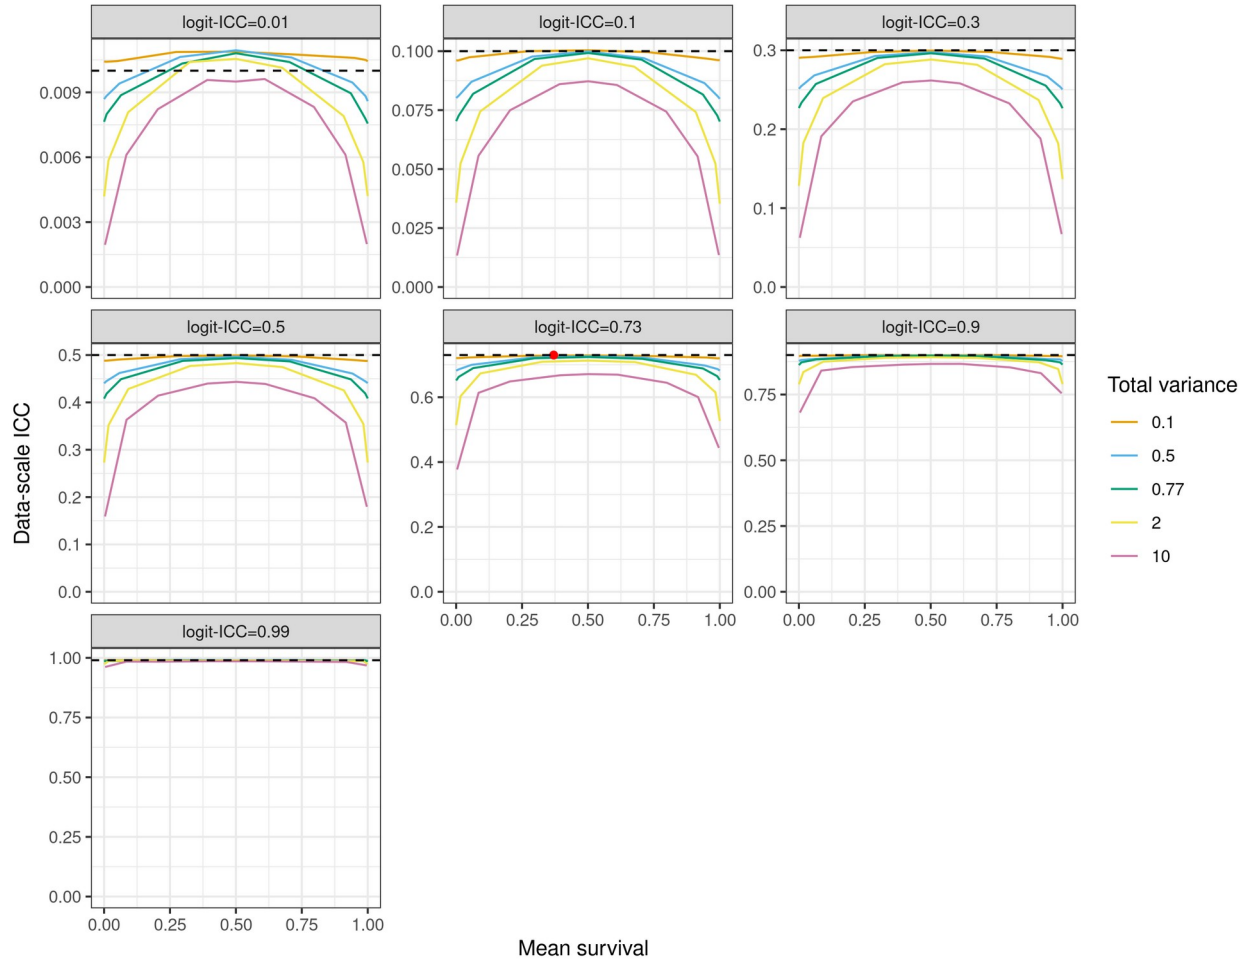 logit-ICC=0.01
logit-ICC=0.1
logit-ICC=0.3
0.009
0.006
0.003
0.000
0.100
0.075
0.050
0.025
0.000
0.3
0.2
0.1
0.0
logit-ICC=0.5
logit-ICC=0.73
logit-ICC=0.9
0.5
0.4
0.3
0.2
0.1
0.0
0.6
0.4
0.2
0.0
0.75
0.50
0.25
0.00
0.00 0.25 0.50 0.75 1.00
0.00 0.25 0.50 0.75 1.00
logit-ICC=0.99
1.00
0.75
0.50
0.25
0.00
0.00 0.25 0.50 0.75 1.00
Data-scale ICC
Mean survival
Total variance
0.1
0.5
0.77
2
10